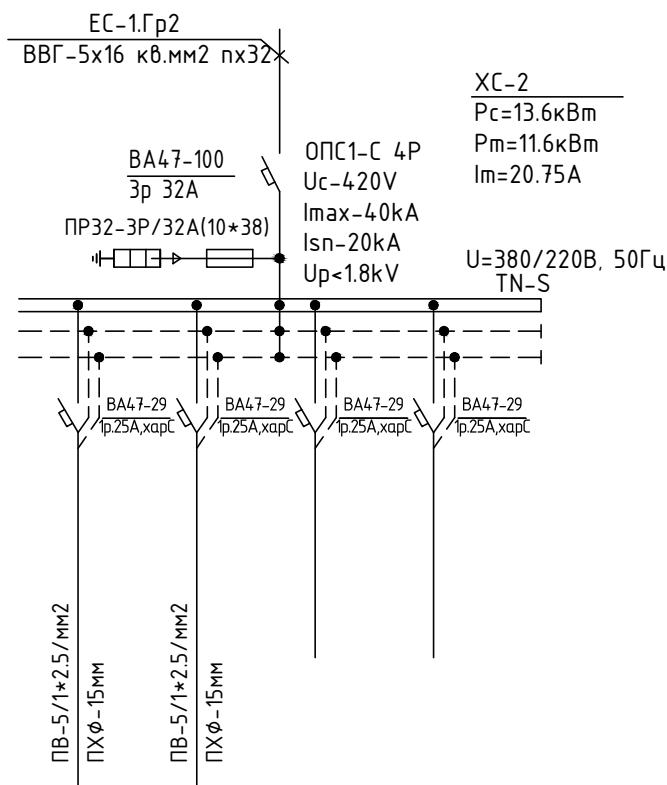 ЕС-1.Гр2
ВВГ-5х16 кв.мм2 пх32
ХС-2
Рс=13.6кВт
Рт=11.6кВт
Iт=20.75А
ВА47-100
3р 32А
ОПС1-С 4Р
Uc-420V
Imax-40kA
Isn-20kA
Up<1.8kV
ПР32-3Р/32А(10*38)
U=380/220В, 50Гц
TN-S
ВА47-29
1р.25А,харС
ВА47-29
1р.25А,харС
ВА47-29
1р.25А,харС
ВА47-29
1р.25А,харС
ПВ-5/1*2.5/мм2
ПХФ-15мм
ПВ-5/1*2.5/мм2
ПХФ-15мм